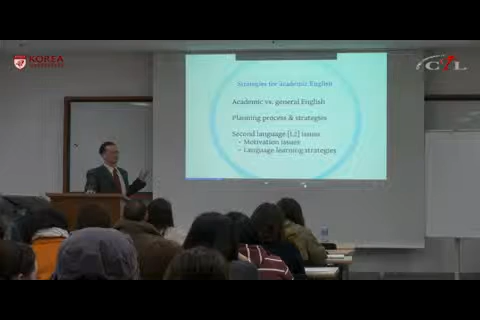 KOREA
CTL
Strategies for Academic English
Academic vs. general English
Planning process & strategies
Second language [L2] issues
- Motivation issues
- Language learning strategies